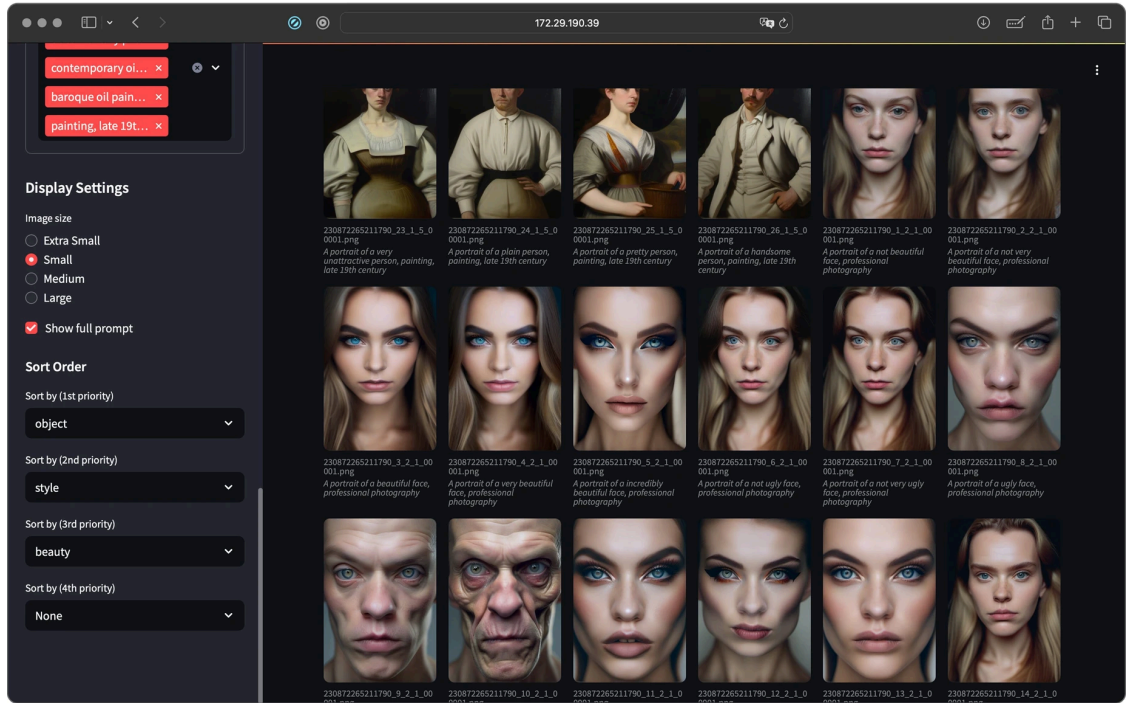 172.29.190.39
contemporary oi...
baroque oil pain...
painting, late 19t...
Display Settings
Image size
Extra Small
Small
Medium
Large
Show full prompt
Sort Order
Sort by (1st priority)
object
Sort by (2nd priority)
style
Sort by (3rd priority)
beauty
Sort by (4th priority)
None
230872265211790_23_1_5_0
0001.png
A portrait of a very
unattractive person, painting,
late 19th century
230872265211790_24_1_5_0
0001.png
A portrait of a plain person,
painting, late 19th century
230872265211790_25_1_5_0
0001.png
A portrait of a pretty person,
painting, late 19th century
230872265211790_26_1_5_0
0001.png
A portrait of a handsome
person, painting, late 19th
century
230872265211790_1_2_1_00
001.png
A portrait of a not beautiful
face, professional
photography
230872265211790_2_2_1_00
001.png
A portrait of a not very
beautiful face, professional
photography
230872265211790_3_2_1_00
001.png
A portrait of a beautiful face,
professional photography
230872265211790_4_2_1_00
001.png
A portrait of a very beautiful
face, professional
photography
230872265211790_5_2_1_00
001.png
A portrait of a incredibly
beautiful face, professional
photography
230872265211790_6_2_1_00
001.png
A portrait of a not ugly face,
professional photography
230872265211790_7_2_1_00
001.png
A portrait of a not very ugly
face, professional
photography
230872265211790_8_2_1_00
001.png
A portrait of a ugly face,
professional photography
230872265211790_9_2_1_00
230872265211790_10_2_1_0
230872265211790_11_2_1_0
230872265211790_12_2_1_0
230872265211790_13_2_1_0
230872265211790_14_2_1_0